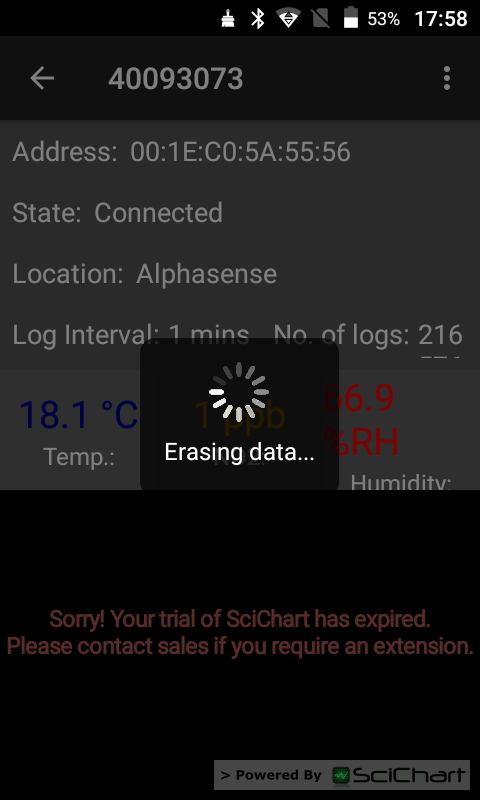 53% 17:58
40093073
Address: 00:1E:C0:5A:55:56
State: Connected
Location: Alphasense
Log Interval: 1 mins No. of logs: 216
18.1 °C 1 ppb 66.9
%RH
Temp.:
Erasing data...
Humidity:
Sorry! Your trial of SciChart has expired.
Please contact sales if you require an extension.
> Powered By SciChart